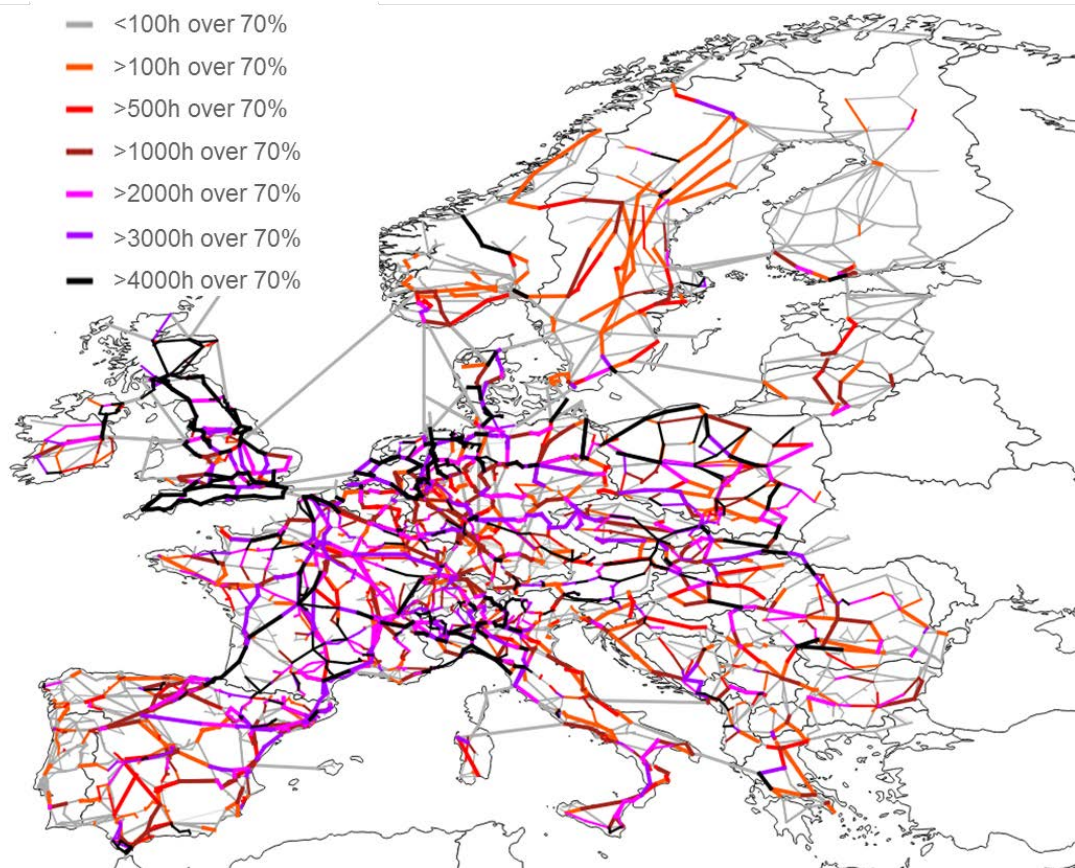 <100h over 70%
>100h over 70%
>500h over 70%
>1000h over 70%
>2000h over 70%
>3000h over 70%
>4000h over 70%